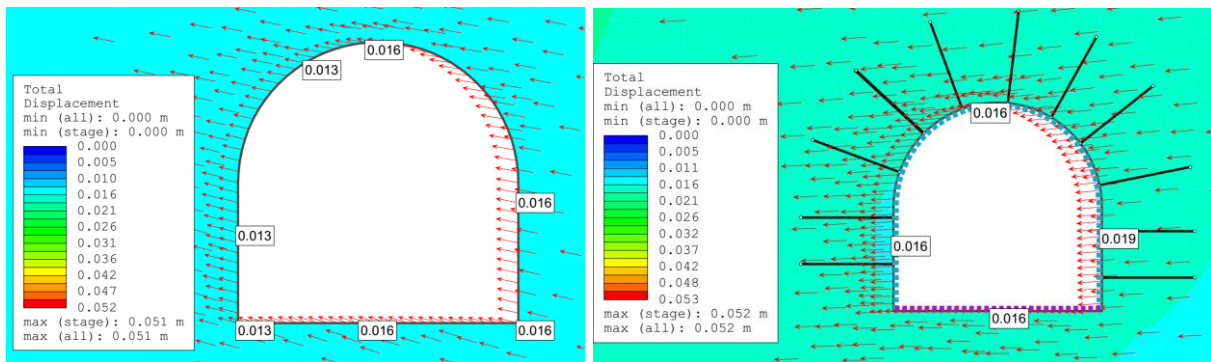 0.016
0.013
Total
Displacement
min (all): 0.000 m
min (stage): 0.000 m
0.000
0.005
0.010
0.016
0.021
0.026
0.031
0.036
0.042
0.047
0.052
max (stage): 0.051 m
max (all): 0.051 m
0.016
0.013
0.013
0.016
0.016
Total
Displacement
min (all): 0.000 m
min (stage): 0.000 m
0.000
0.005
0.011
0.016
0.021
0.026
0.032
0.037
0.042
0.048
0.053
max (stage): 0.052 m
max (all): 0.052 m
0.016
0.016
0.019
0.016